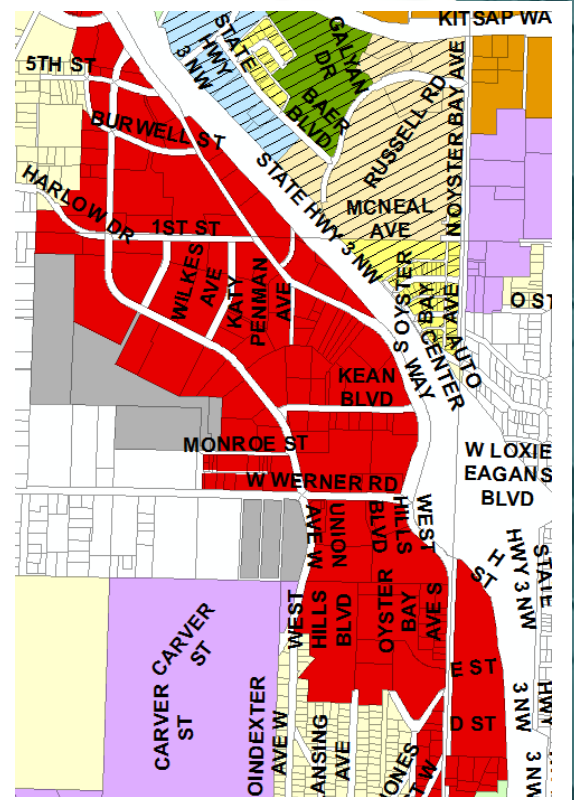 KITSAP WA
GALYAN
DR
STATE
HWY
3 NW
5TH ST
BAER
BLVD
N OYSTER BAY AVE
RUSSELL RD
BURWELL ST
STATE HWY 3 NW
HARLOW DR
MCNEAL
AVE
1ST ST
WILKES
AVE
KATY
PENMAN
AVE
S OYSTER
BAY
AVE
O ST
AUTO
CENTER
WAY
KEAN
BLVD
MONROE ST
W LOXIE
EAGANS
BLVD
W WERNER RD
UNION
AVE W
WEST
HILLS
BLVD
H
ST
STATE
HWY 3 NW
WEST
HILLS
BLVD
OYSTER
BAY
AVE S
CARVER
ST
E ST
CARVER
ST
OINDEXTER
AVE W
ANSING
AVE
D ST
HWY
3 NW
3 NW
ONES
T W